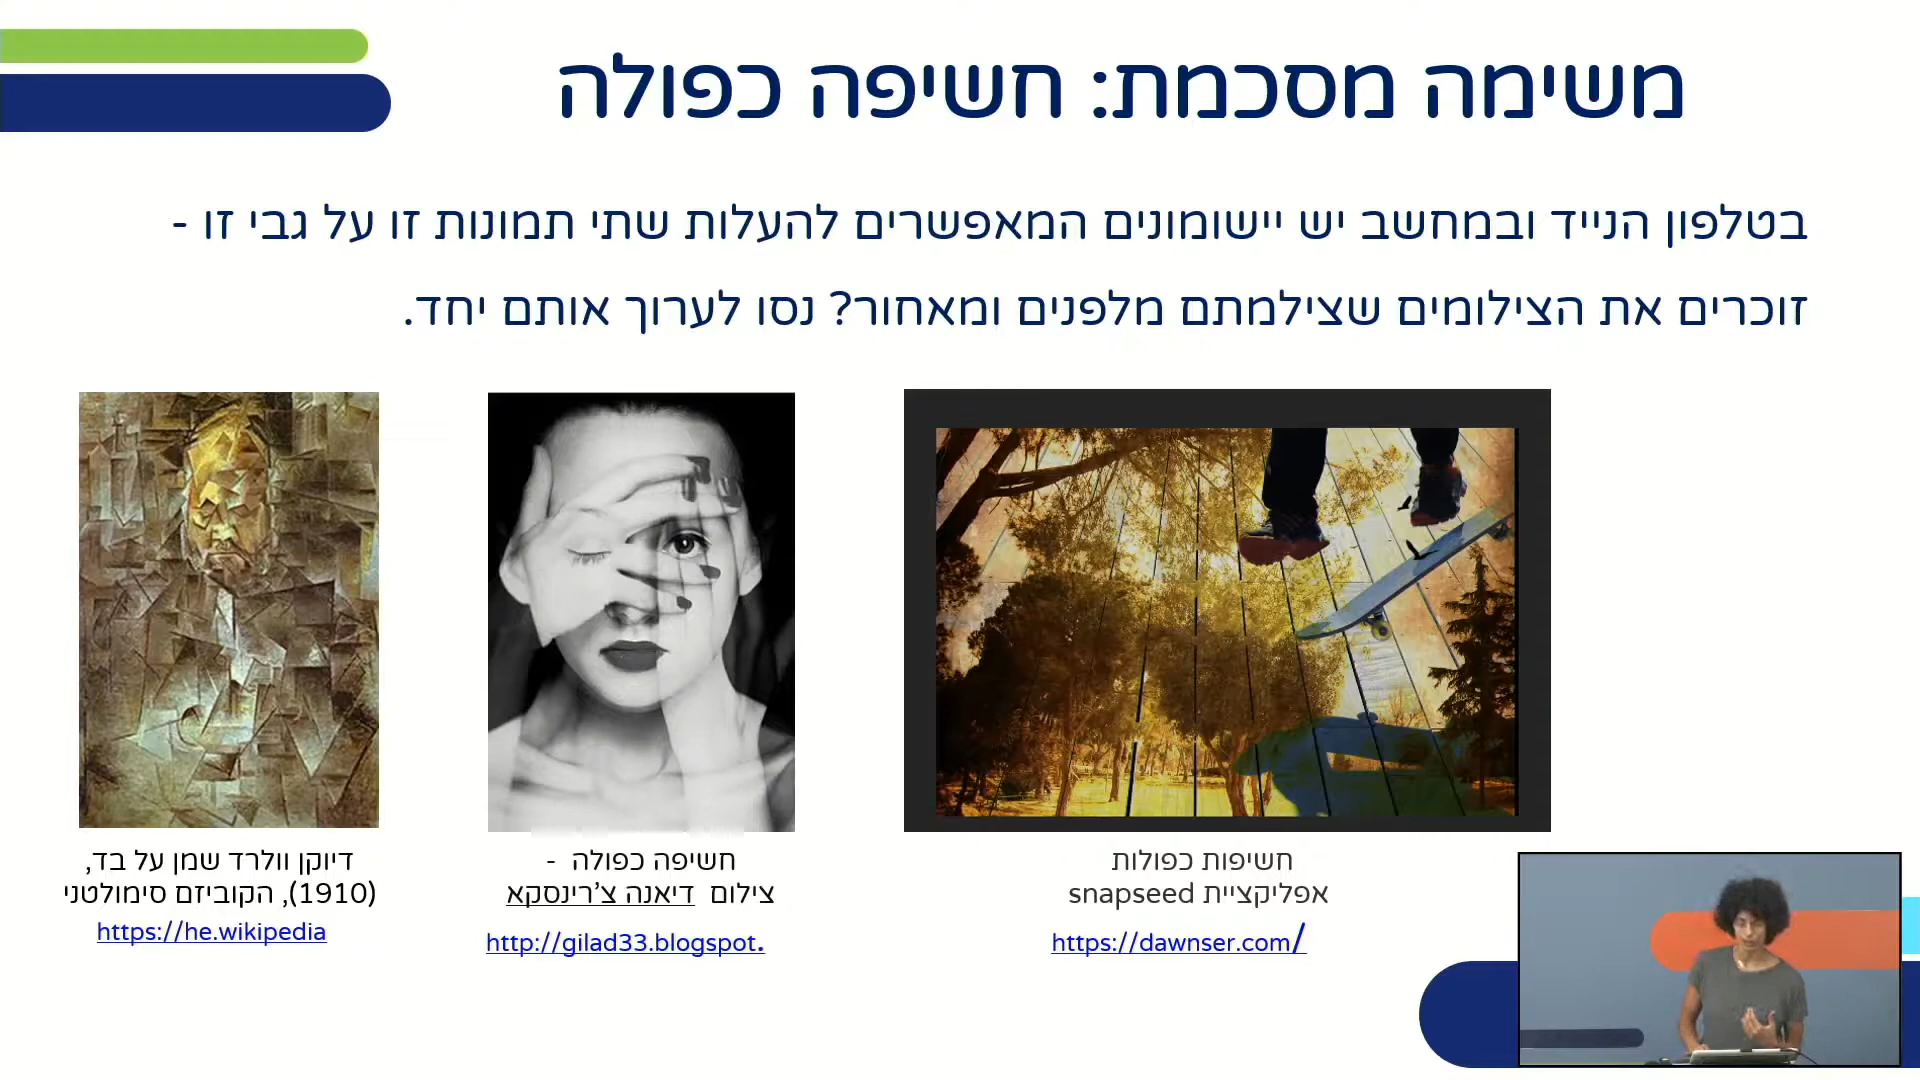 משימה מסכמת: חשיפה כפולה
בטלפון הנייד ובמחשב יש יישומונים המאפשרים להעלות שתי תמונות זו על גבי זו -
זוכרים את הצילומים שצילמתם מלפנים ומאחור? נסו לערוך אותם יחד.
חשיפות כפולות
אפליקציית snapseed
https://dawnser.com/
חשיפה כפולה -
צילום דיאנה צ'רינסקא
http://gilad33.blogspot.
דיוקן וולרד שמן על בד,
(1910), הקוביזם סימולטני
https://he.wikipedia